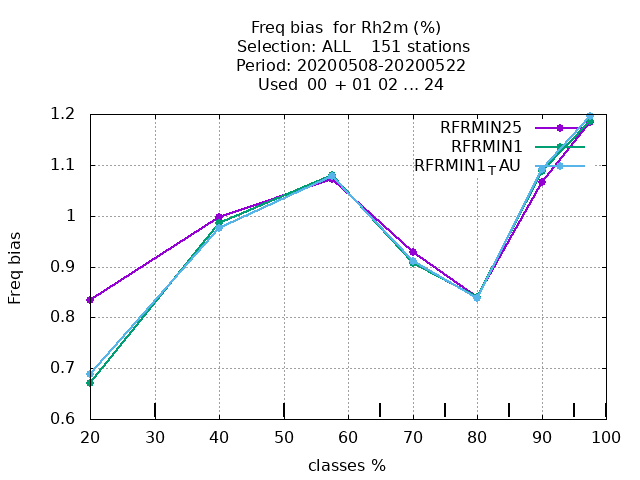 Freq bias for Rh2m (%)
Selection: ALL 151 stations
Period: 20200508-20200522
Used 00 + 01 02 ... 24
RFRMIN25
RFRMIN1
RFRMIN1TAU
1.2
1.1
1
0.9
0.8
0.7
0.6
Freq bias
20 30 40 50 60 70 80 90 100
classes %